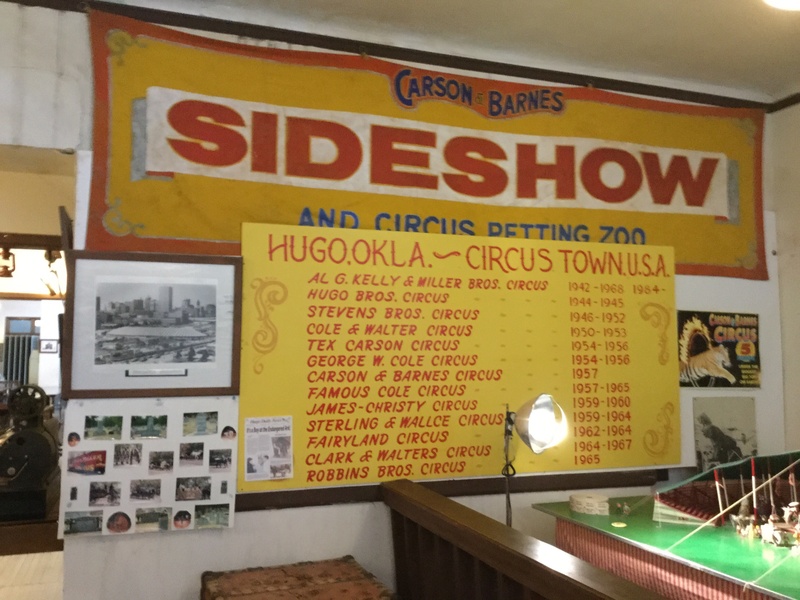 CARSON & BARNES
SIDESHOW
AND CIRCUS PETTING ZOO
HUGO, OKLA. ~ CIRCUS TOWN. U.S.A.
AL G. KELLY & MILLER BROS. CIRCUS 1942-1968 1984-
HUGO BROS. CIRCUS 1944-1945
STEVENS BROS. CIRCUS 1946-1952
COLE & WALTER CIRCUS 1950-1953
TEX CARSON CIRCUS 1954-1956
GEORGE W. COLE CIRCUS 1954-1956
CARSON & BARNES CIRCUS 1957
FAMOUS COLE CIRCUS 1957-1965
JAMES-CHRISTY CIRCUS 1959-1960
STERLING & WALLCE CIRCUS 1959-1964
FAIRYLAND CIRCUS 1962-1964
CLARK & WALTERS CIRCUS 1964-1967
ROBBINS BROS. CIRCUS 1965
CARSON & BARNES
CIRCUS
5